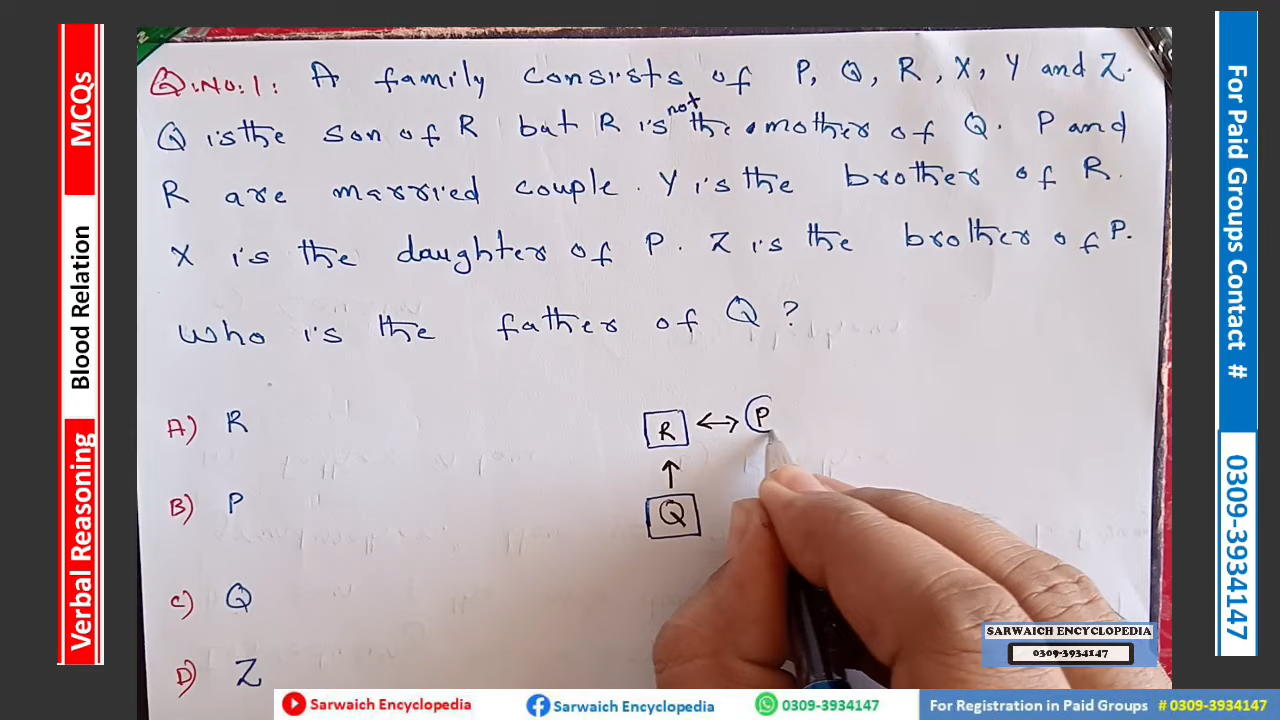 MCQs
Blood Relation
Verbal Reasoning
Q.No.1: A family consists of P, Q, R, X, Y and Z.
Q is the son of R but R is not the mother of Q. P and
R are married couple. Y is the brother of R.
X is the daughter of P. Z is the brother of P.
Who is the father of Q?
A) R
B) P
C) Q
D) Z
R ↔ P
↑
Q
For Paid Groups Contact #
0309-3934147
SARWAICH ENCYCLOPEDIA
0309-3934147
Sarwaich Encyclopedia
Sarwaich Encyclopedia
0309-3934147
For Registration in Paid Groups # 0309-3934147